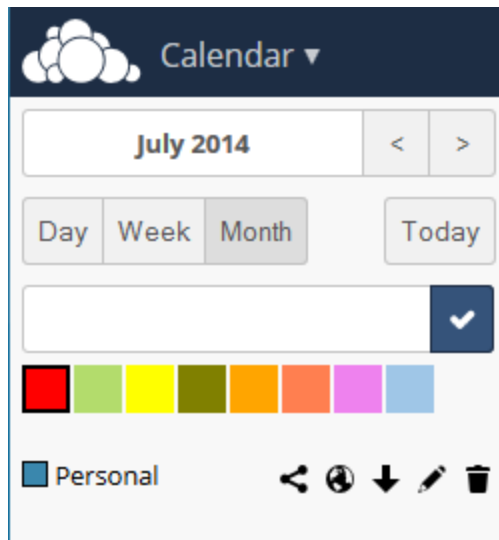 Calendar ▾
July 2014 < >
Day Week Month Today
Personal